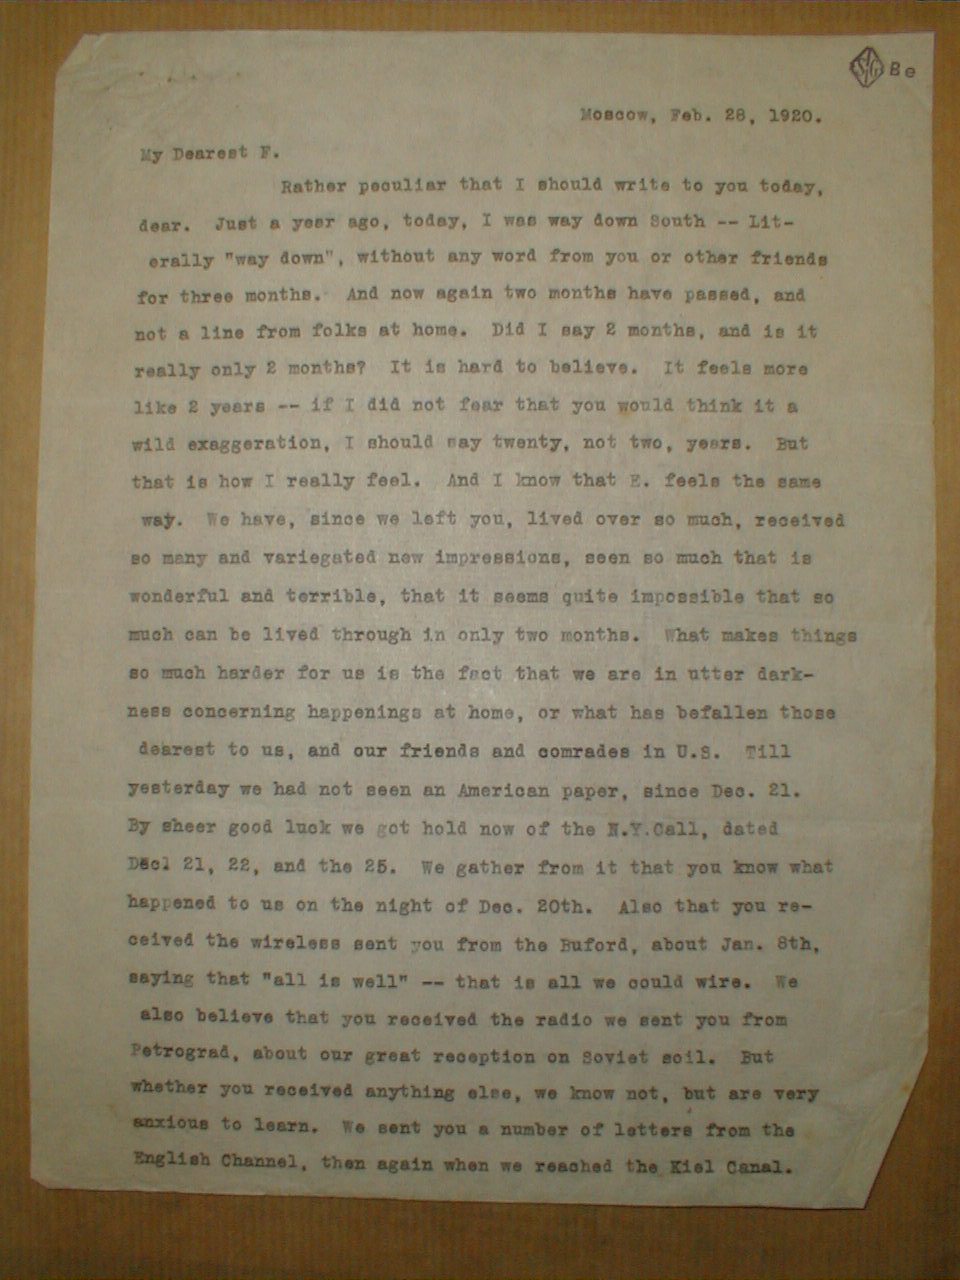 Be
Moscow, Feb. 28, 1920.
My Dearest F.
Rather peculiar that I should write to you today,
dear. Just a year ago, today, I was way down South -- Lit-
erally "way down", without any word from you or other friends
for three months. And now again two months have passed, and
not a line from folks at home. Did I say 2 months, and is it
really only 2 months? It is hard to believe. It feels more
like 2 years -- if I did not fear that you would think it a
wild exaggeration, I should say twenty, not two, years. But
that is how I really feel. And I know that E. feels the same
way. We have, since we left you, lived over so much, received
so many and variegated new impressions, seen so much that is
wonderful and terrible, that it seems quite impossible that so
much can be lived through in only two months. What makes things
so much harder for us is the fact that we are in utter dark-
ness concerning happenings at home, or what has befallen those
dearest to us, and our friends and comrades in U.S. Till
yesterday we had not seen an American paper, since Dec. 21.
By sheer good luck we got hold now of the N.Y.Call, dated
Decl 21, 22, and the 25. We gather from it that you know what
happened to us on the night of Dec. 20th. Also that you re-
ceived the wireless sent you from the Buford, about Jan. 8th,
saying that "all is well" -- that is all we could wire. We
also believe that you received the radio we sent you from
Petrograd, about our great reception on Soviet soil. But
whether you received anything else, we know not, but are very
anxious to learn. We sent you a number of letters from the
English Channel, then again when we reached the Kiel Canal.